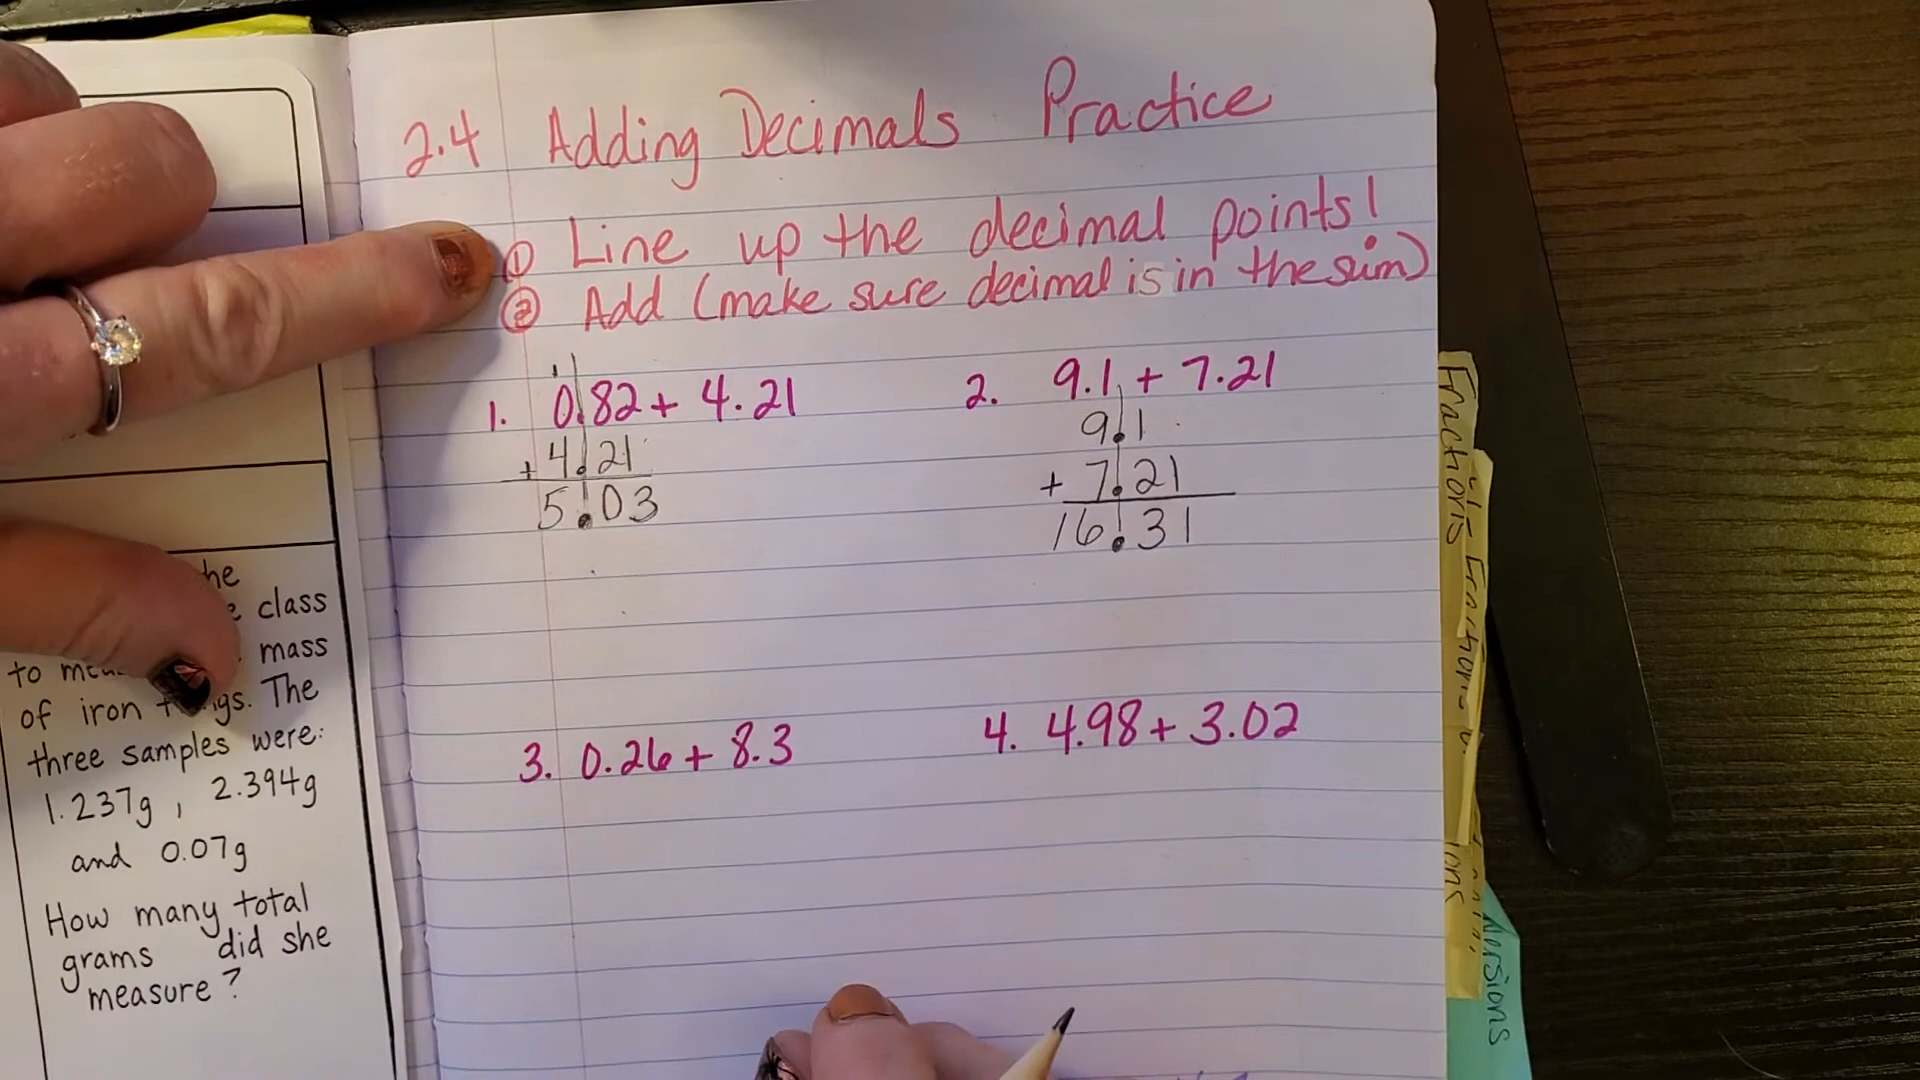 2.4 Adding Decimals Practice
① Line up the decimal points!
② Add (make sure decimal is in the sum)
1. 0.82 + 4.21
1
+ 4.21
5.03
2. 9.1 + 7.21
9.1
+ 7.21
16.31
3. 0.26 + 8.3
4. 4.98 + 3.02
class
mass
to
of iron The
three samples were:
1.237g, 2.394g
and 0.07g
How many total
grams did she
measure?
Fractions